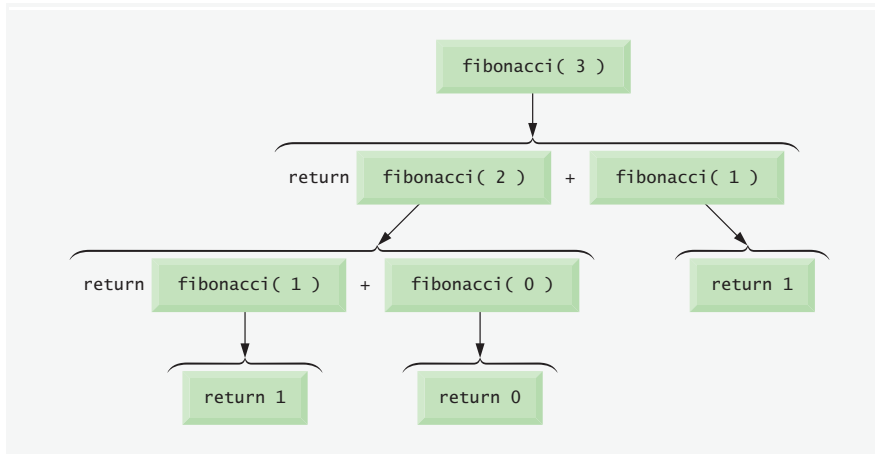 fibonacci( 3 )
return fibonacci( 2 ) + fibonacci( 1 )
return fibonacci( 1 ) + fibonacci( 0 )
return 1
return 1
return 0